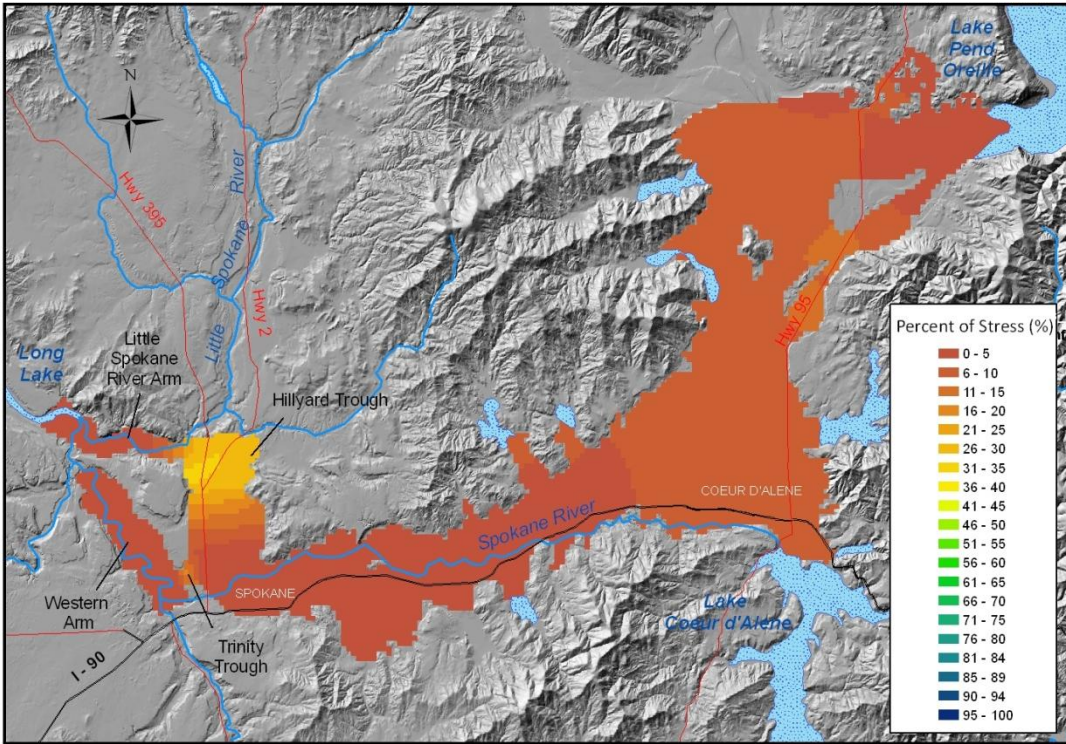 Lake
Pend
Oreille
N
Hwy 395
Little Spokane River
Hwy 2
Hwy 95
Long
Lake
Little
Spokane
River Arm
Hillyard Trough
COEUR D'ALENE
Spokane River
SPOKANE
Western
Arm
Trinity
Trough
I - 90
Lake
Coeur d'Alene
Percent of Stress (%)
0 - 5
6 - 10
11 - 15
16 - 20
21 - 25
26 - 30
31 - 35
36 - 40
41 - 45
46 - 50
51 - 55
56 - 60
61 - 65
66 - 70
71 - 75
76 - 80
81 - 84
85 - 89
90 - 94
95 - 100